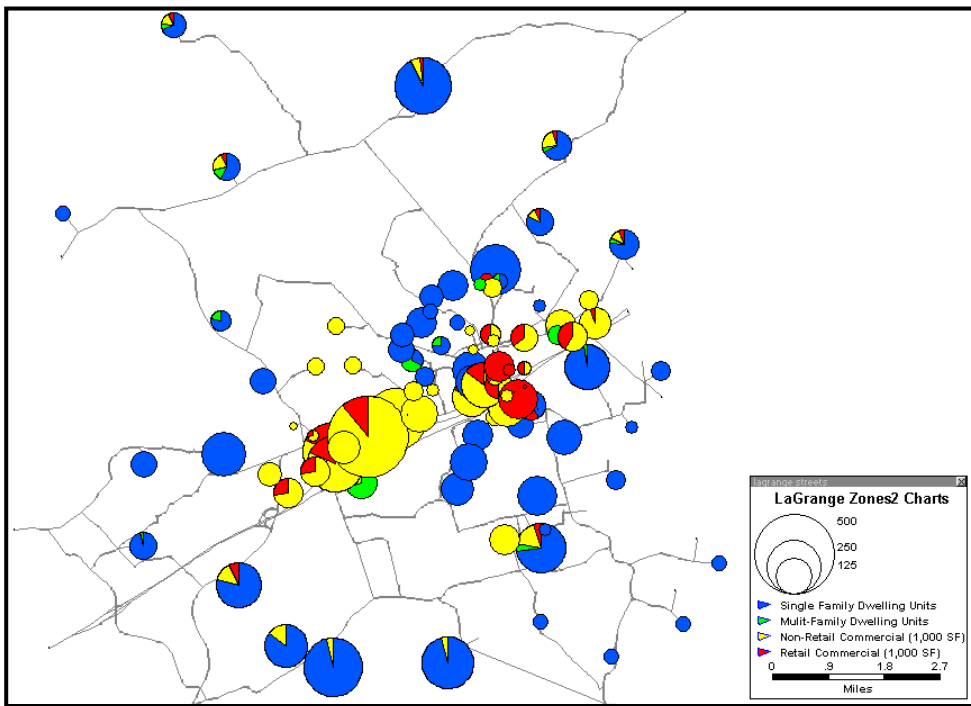 lagrange streets
LaGrange Zones2 Charts
500
250
125
Single Family Dwelling Units
Mulit-Family Dwelling Units
Non-Retail Commercial (1,000 SF)
Retail Commercial (1,000 SF)
0 .9 1.8 2.7
Miles